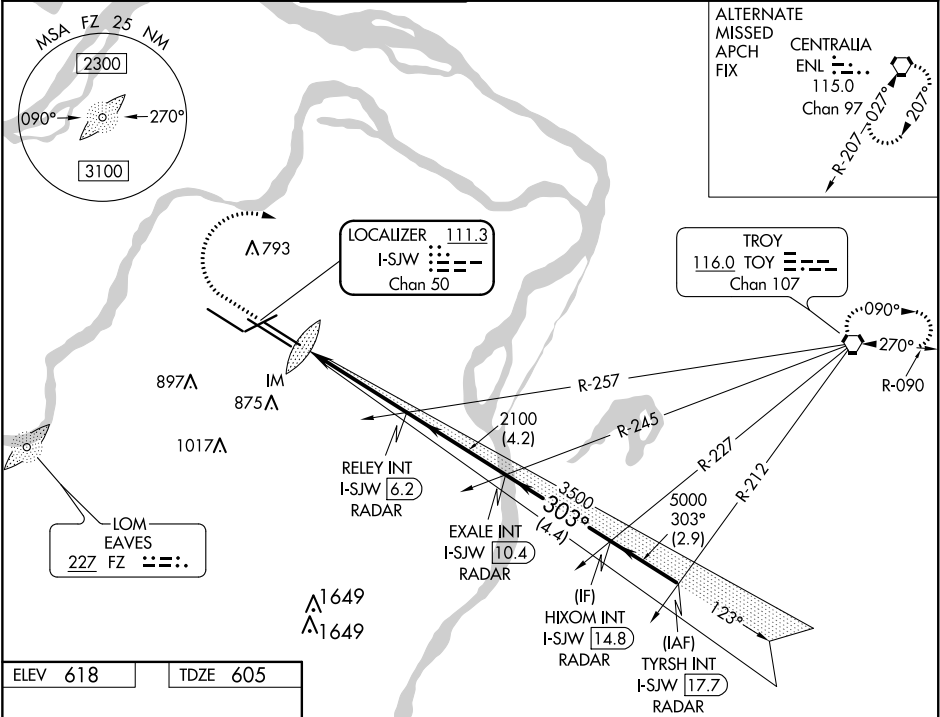 MSA FZ 25 NM
2300
090°
270°
3100
ALTERNATE
MISSED
APCH
FIX
CENTRALIA
ENL
115.0
Chan 97
R-207
027°
207°
793
LOCALIZER 111.3
I-SJW
Chan 50
TROY
116.0 TOY
Chan 107
090°
270°
R-090
897
IM
875
1017
R-257
R-245
R-227
R-212
2100
(4.2)
RELEY INT
I-SJW 6.2
RADAR
3500
303°
(4.4)
5000
303°
(2.9)
EXALE INT
I-SJW 10.4
RADAR
LOM
EAVES
227 FZ
(IF)
HIXOM INT
I-SJW 14.8
RADAR
123°
(IAF)
TYRSH INT
I-SJW 17.7
RADAR
1649
1649
ELEV 618
TDZE 605